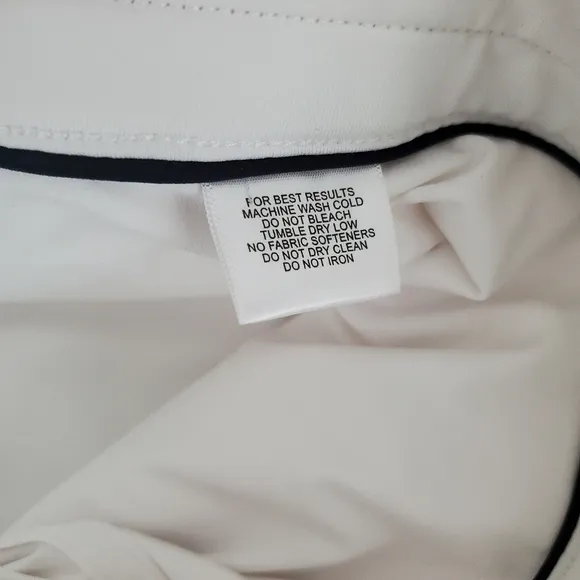 FOR BEST RESULTS
MACHINE WASH COLD
DO NOT BLEACH
TUMBLE DRY LOW
NO FABRIC SOFTENERS
DO NOT DRY CLEAN
DO NOT IRON